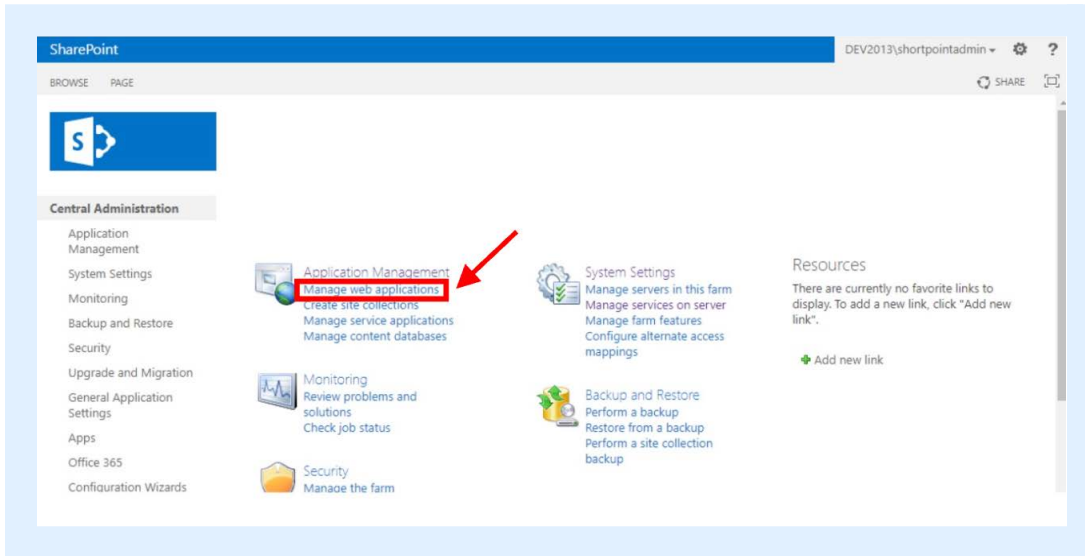 SharePoint
DEV2013\shortpointadmin
?
BROWSE PAGE
SHARE
S
Central Administration
Application
Management
System Settings
Monitoring
Backup and Restore
Security
Upgrade and Migration
General Application
Settings
Apps
Office 365
Configuration Wizards
Application Management
Manage web applications
Create site collections
Manage service applications
Manage content databases
Monitoring
Review problems and
solutions
Check job status
Security
Manage the farm
System Settings
Manage servers in this farm
Manage services on server
Manage farm features
Configure alternate access
mappings
Backup and Restore
Perform a backup
Restore from a backup
Perform a site collection
backup
Resources
There are currently no favorite links to
display. To add a new link, click "Add new
link".
Add new link